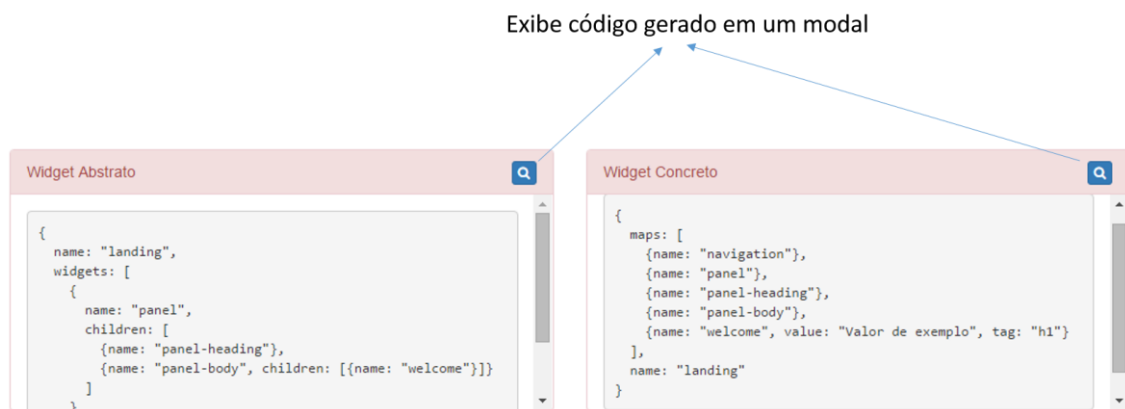 Exibe código gerado em um modal
Widget Abstrato
{
  name: "landing",
  widgets: [
    {
      name: "panel",
      children: [
        {name: "panel-heading"},
        {name: "panel-body", children: [{name: "welcome"}]}
      ]
    }
Widget Concreto
{
  maps: [
    {name: "navigation"},
    {name: "panel"},
    {name: "panel-heading"},
    {name: "panel-body"},
    {name: "welcome", value: "Valor de exemplo", tag: "h1"}
  ],
  name: "landing"
}